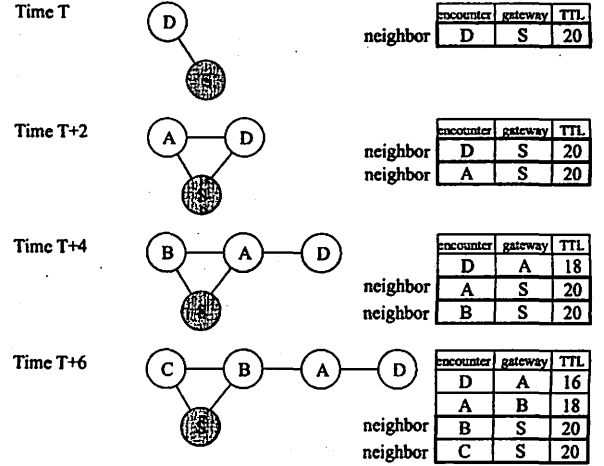 Time T
D
S
encounter gateway TTL
neighbor D S 20
Time T+2
A D
S
encounter gateway TTL
neighbor D S 20
neighbor A S 20
Time T+4
B A D
S
encounter gateway TTL
D A 18
neighbor A S 20
neighbor B S 20
Time T+6
C B A D
S
encounter gateway TTL
D A 16
A B 18
neighbor B S 20
neighbor C S 20